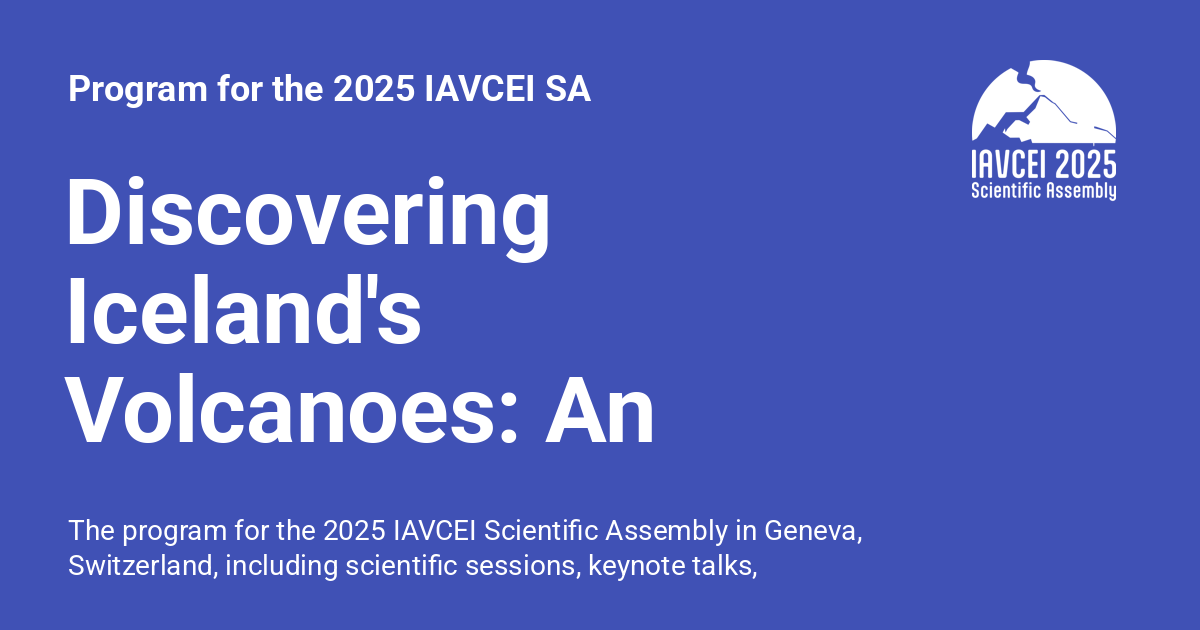 Program for the 2025 IAVCEI SA
IAVCEI 2025
Scientific Assembly
Discovering
Iceland's
Volcanoes: An
The program for the 2025 IAVCEI Scientific Assembly in Geneva,
Switzerland, including scientific sessions, keynote talks,